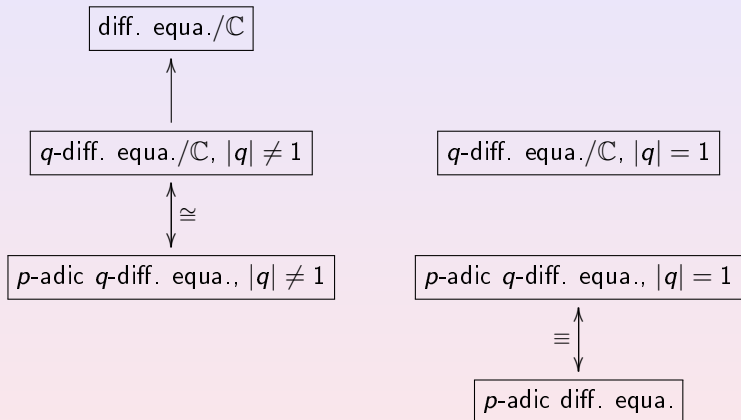 diff. equa./ℂ
q-diff. equa./ℂ, |q| ≠ 1
q-diff. equa./ℂ, |q| = 1
≅
p-adic q-diff. equa., |q| ≠ 1
p-adic q-diff. equa., |q| = 1
≡
p-adic diff. equa.